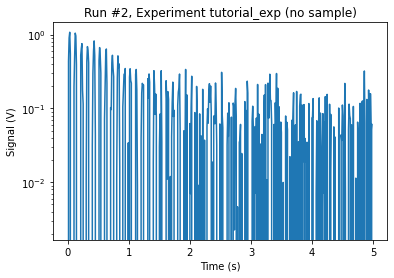 Run #2, Experiment tutorial_exp (no sample)
Signal (V)
10⁰
10⁻¹
10⁻²
0 1 2 3 4 5
Time (s)